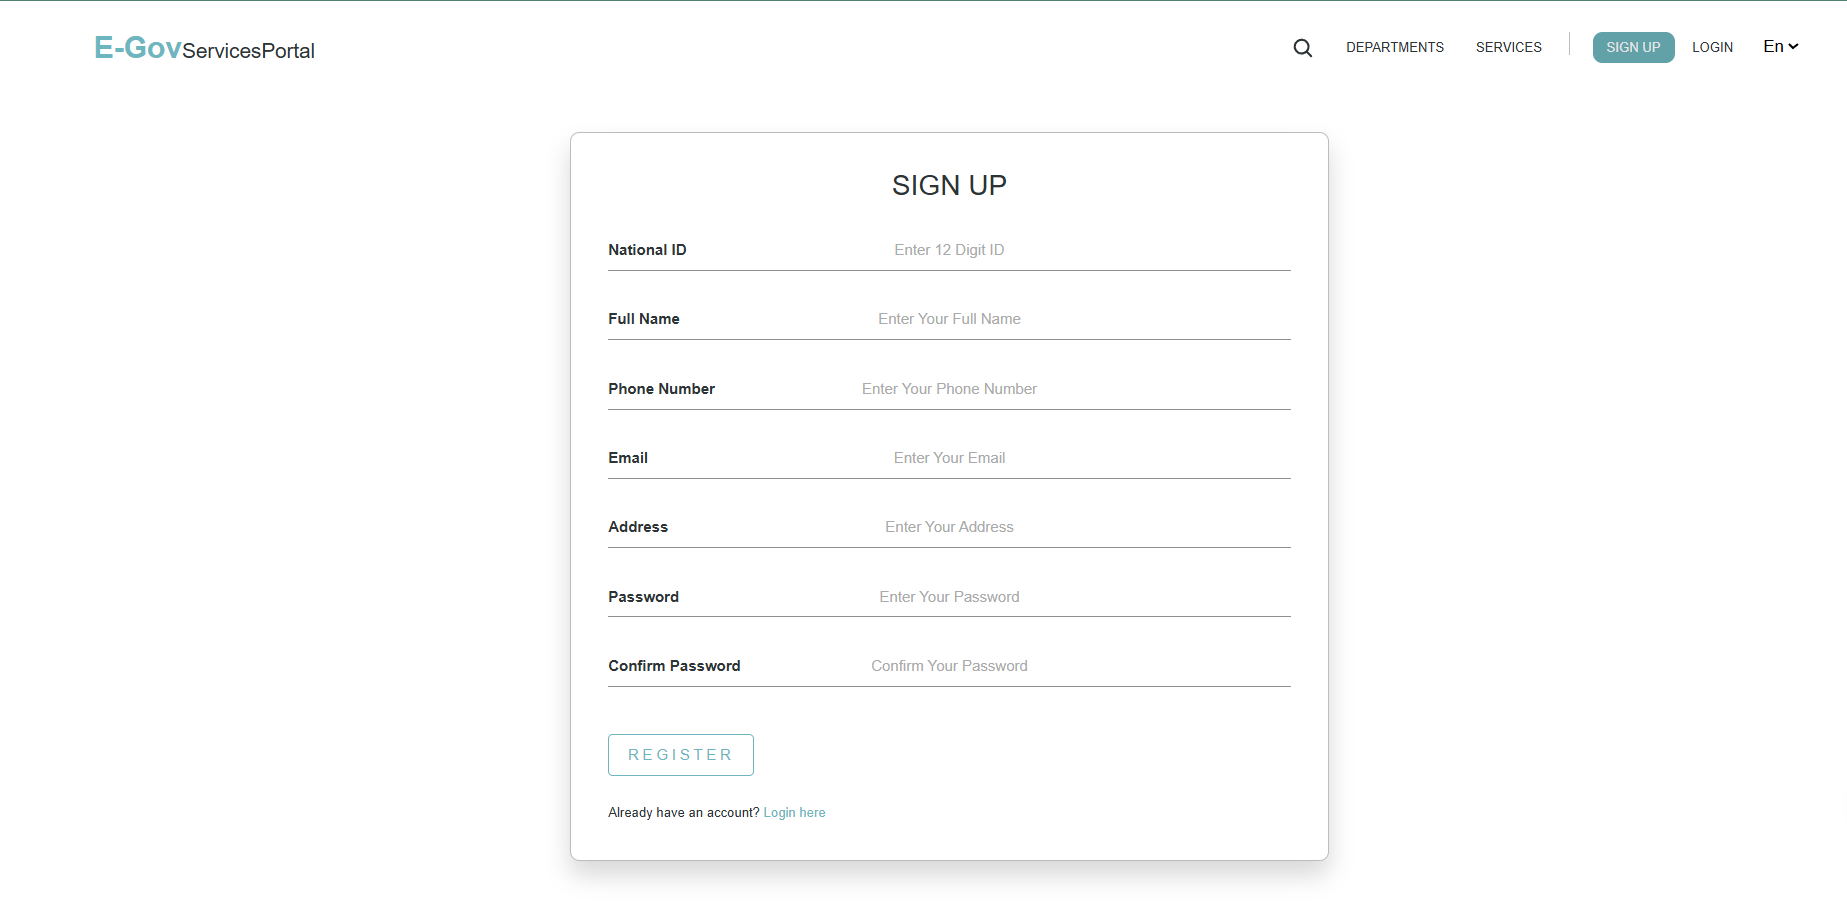 E-GovServicesPortal
DEPARTMENTS SERVICES SIGN UP LOGIN En
SIGN UP
National ID Enter 12 Digit ID
Full Name Enter Your Full Name
Phone Number Enter Your Phone Number
Email Enter Your Email
Address Enter Your Address
Password Enter Your Password
Confirm Password Confirm Your Password
REGISTER
Already have an account? Login here